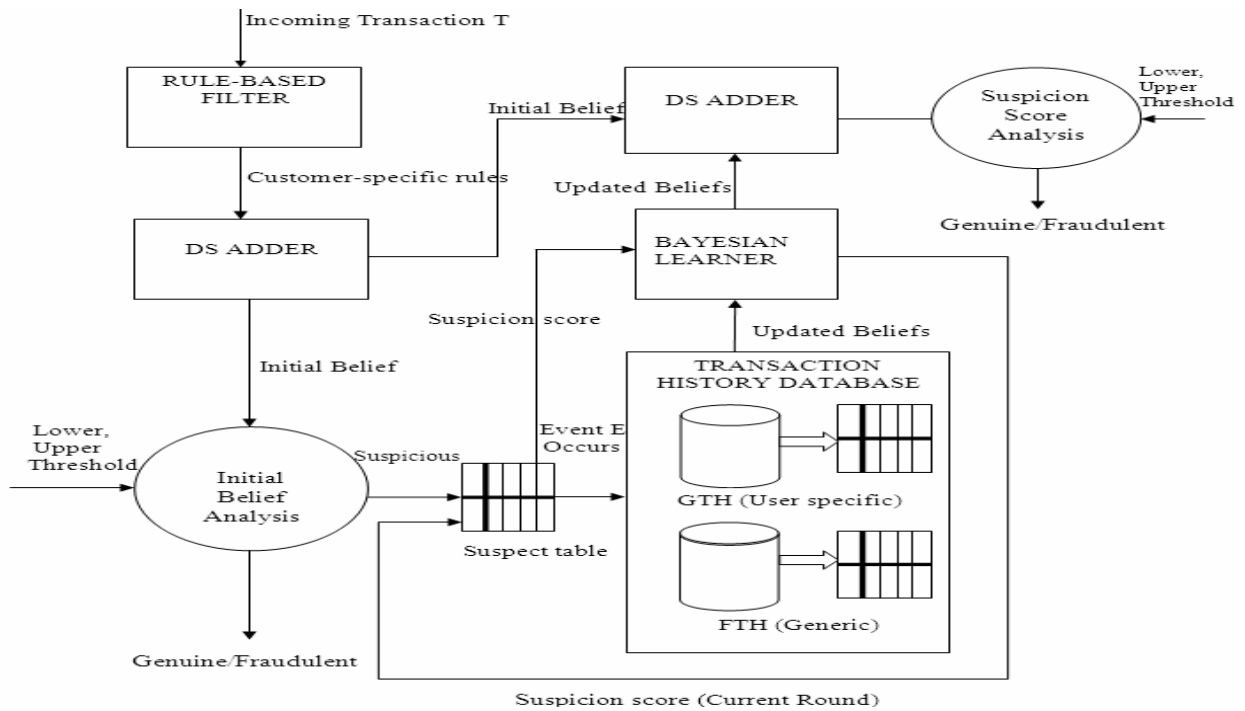 Incoming Transaction T
RULE-BASED
FILTER
Customer-specific rules
DS ADDER
Initial Belief
DS ADDER
Suspicion
Score
Analysis
Lower,
Upper
Threshold
Genuine/Fraudulent
Updated Beliefs
BAYESIAN
LEARNER
Suspicion score
Updated Beliefs
Initial Belief
TRANSACTION
HISTORY DATABASE
GTH (User specific)
FTH (Generic)
Lower,
Upper
Threshold
Initial
Belief
Analysis
Suspicious
Event E
Occurs
Suspect table
Genuine/Fraudulent
Suspicion score (Current Round)